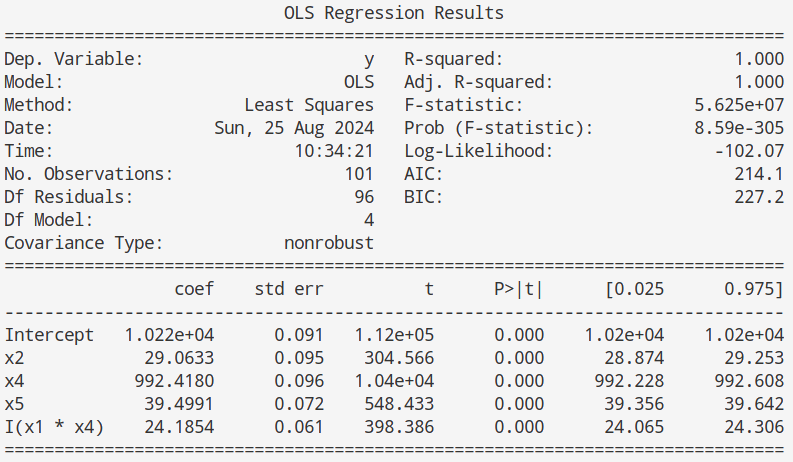 OLS Regression Results
==============================================================================
Dep. Variable:                      y   R-squared:                       1.000
Model:                            OLS   Adj. R-squared:                  1.000
Method:                 Least Squares   F-statistic:                 5.625e+07
Date:                Sun, 25 Aug 2024   Prob (F-statistic):          8.59e-305
Time:                        10:34:21   Log-Likelihood:                -102.07
No. Observations:                 101   AIC:                             214.1
Df Residuals:                      96   BIC:                             227.2
Df Model:                           4
Covariance Type:            nonrobust
==============================================================================
                 coef    std err          t      P>|t|      [0.025      0.975]
------------------------------------------------------------------------------
Intercept   1.022e+04      0.091   1.12e+05      0.000    1.02e+04    1.02e+04
x2            29.0633      0.095    304.566      0.000      28.874      29.253
x4           992.4180      0.096   1.04e+04      0.000     992.228     992.608
x5            39.4991      0.072    548.433      0.000      39.356      39.642
I(x1 * x4)    24.1854      0.061    398.386      0.000      24.065      24.306
==============================================================================